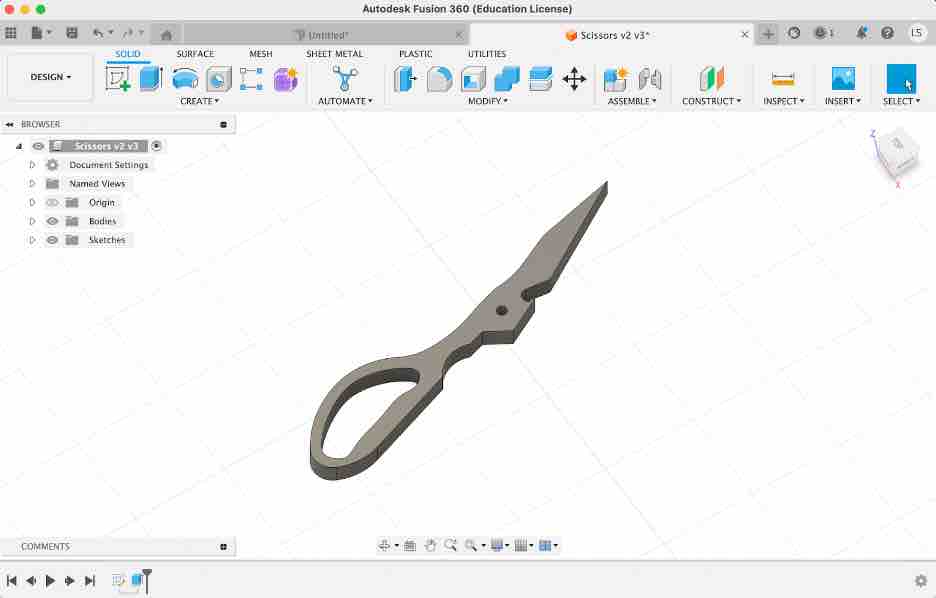 Autodesk Fusion 360 (Education License)
Untitled*
Scissors v2 v3*
1
LS
DESIGN
SOLID SURFACE MESH SHEET METAL PLASTIC UTILITIES
CREATE AUTOMATE MODIFY ASSEMBLE CONSTRUCT INSPECT INSERT SELECT
BROWSER
Scissors v2 v3
Document Settings
Named Views
Origin
Bodies
Sketches
Z
X
COMMENTS